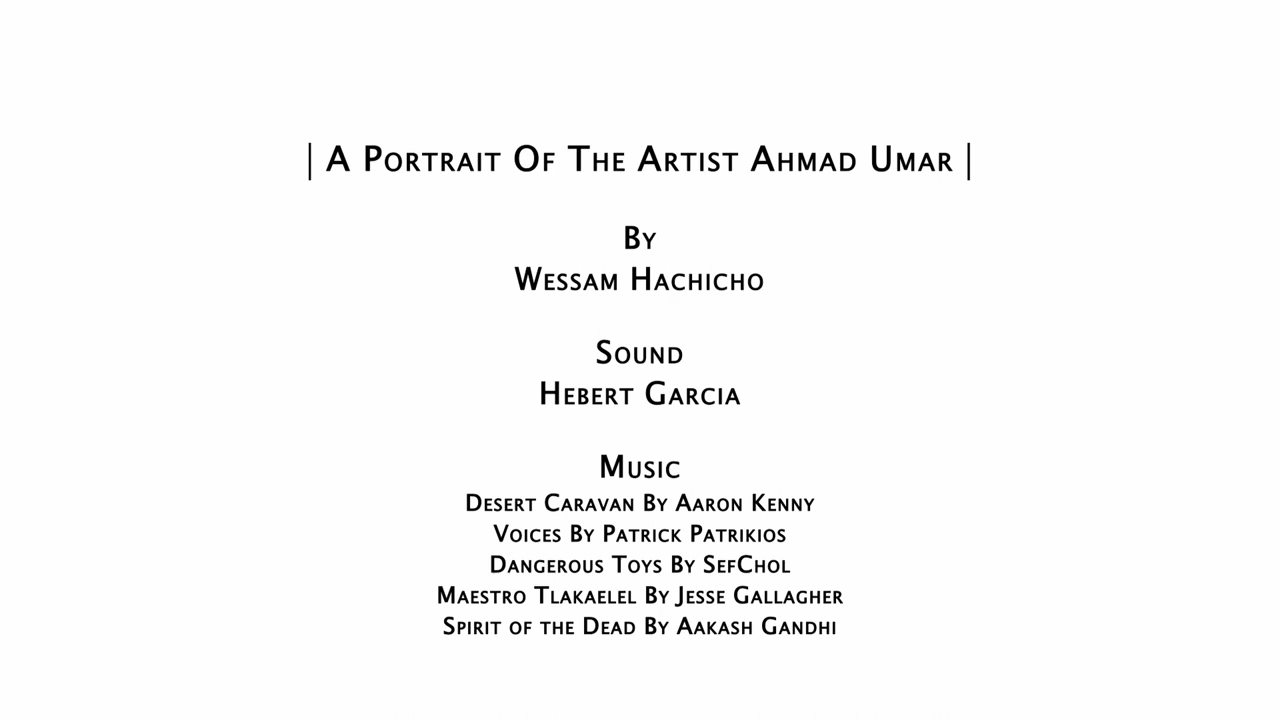 | A Portrait Of The Artist Ahmad Umar |
By
Wessam Hachicho
Sound
Hebert Garcia
Music
Desert Caravan By Aaron Kenny
Voices By Patrick Patrikios
Dangerous Toys By SefChol
Maestro Tlakaelel By Jesse Gallagher
Spirit of the Dead By Aakash Gandhi